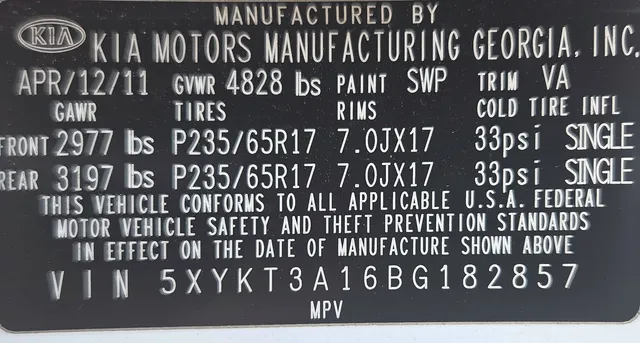 MANUFACTURED BY
KIA KIA MOTORS MANUFACTURING GEORGIA, INC.
APR/12/11 GVWR 4828 lbs PAINT SWP TRIM VA
GAWR TIRES RIMS COLD TIRE INFL
FRONT 2977 lbs P235/65R17 7.0JX17 33psi SINGLE
REAR 3197 lbs P235/65R17 7.0JX17 33psi SINGLE
THIS VEHICLE CONFORMS TO ALL APPLICABLE U.S.A. FEDERAL
MOTOR VEHICLE SAFETY AND THEFT PREVENTION STANDARDS
IN EFFECT ON THE DATE OF MANUFACTURE SHOWN ABOVE
VIN 5XYKT3A16BG182857
MPV